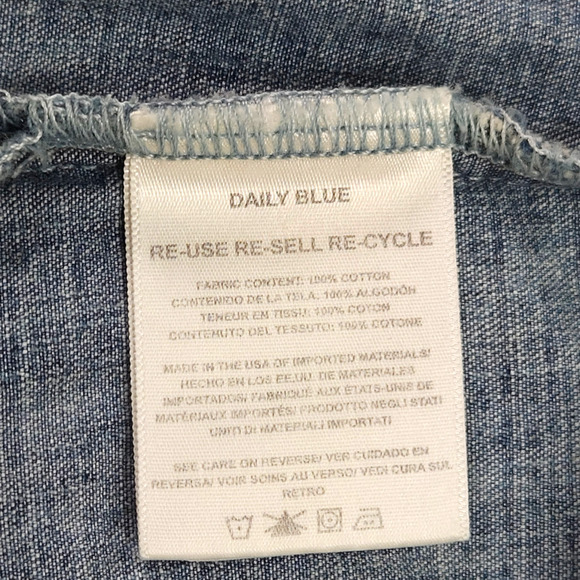 DAILY BLUE
RE-USE RE-SELL RE-CYCLE
FABRIC CONTENT: 100% COTTON
CONTENIDO DE LA TELA: 100% ALGODÓN
TENEUR EN TISSU: 100% COTON
CONTENUTO DEL TESSUTO: 100% COTONE
MADE IN THE USA OF IMPORTED MATERIALS/
HECHO EN LOS EE.UU. DE MATERIALES
IMPORTADOS/ FABRIQUÉ AUX ÉTATS-UNIS DE
MATÉRIAUX IMPORTÉS/ PRODOTTO NEGLI STATI
UNITI DI MATERIALI IMPORTATI
SEE CARE ON REVERSE/ VER CUIDADO EN
REVERSA/ VOIR SOINS AU VERSO/ VEDI CURA SUL
RETRO